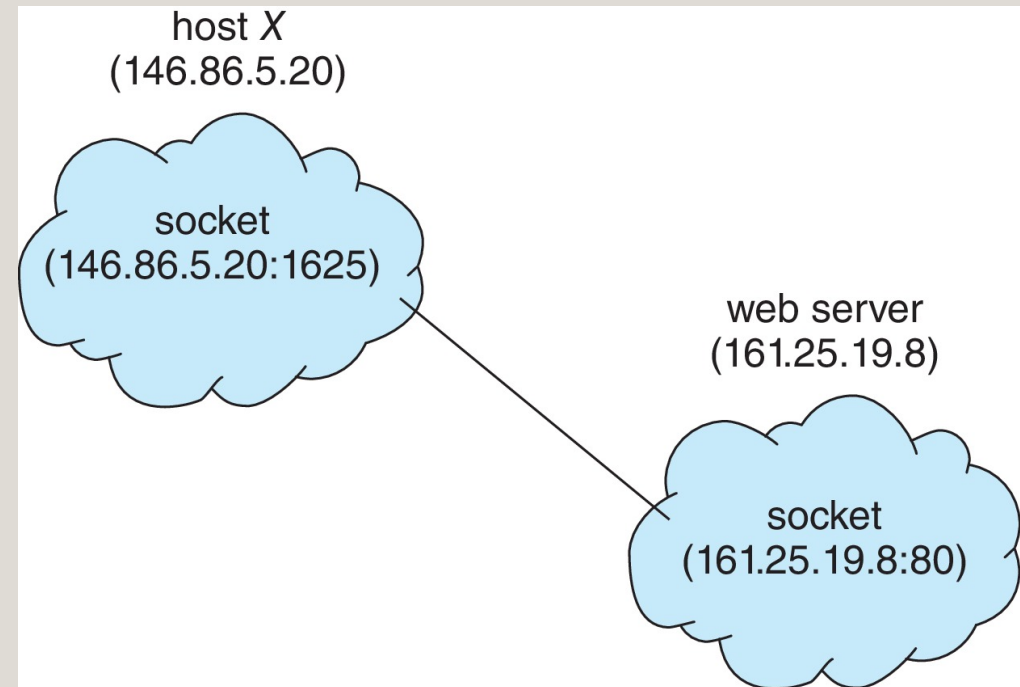 host X
(146.86.5.20)
socket
(146.86.5.20:1625)
web server
(161.25.19.8)
socket
(161.25.19.8:80)